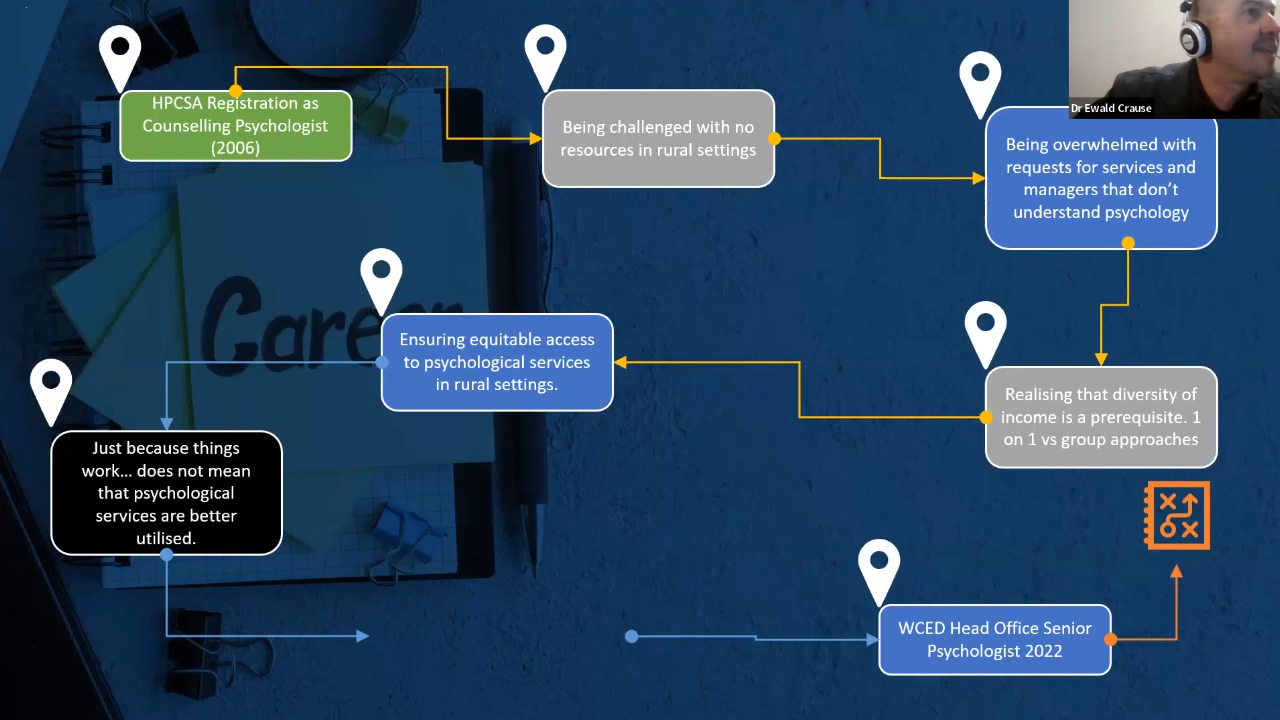 HPCSA Registration as
Counselling Psychologist
(2006)
Being challenged with no
resources in rural settings
Dr Ewald Crause
Being overwhelmed with
requests for services and
managers that don’t
understand psychology
Realising that diversity of
income is a prerequisite. 1
on 1 vs group approaches
Ensuring equitable access
to psychological services
in rural settings.
Career
Just because things
work... does not mean
that psychological
services are better
utilised.
WCED Head Office Senior
Psychologist 2022